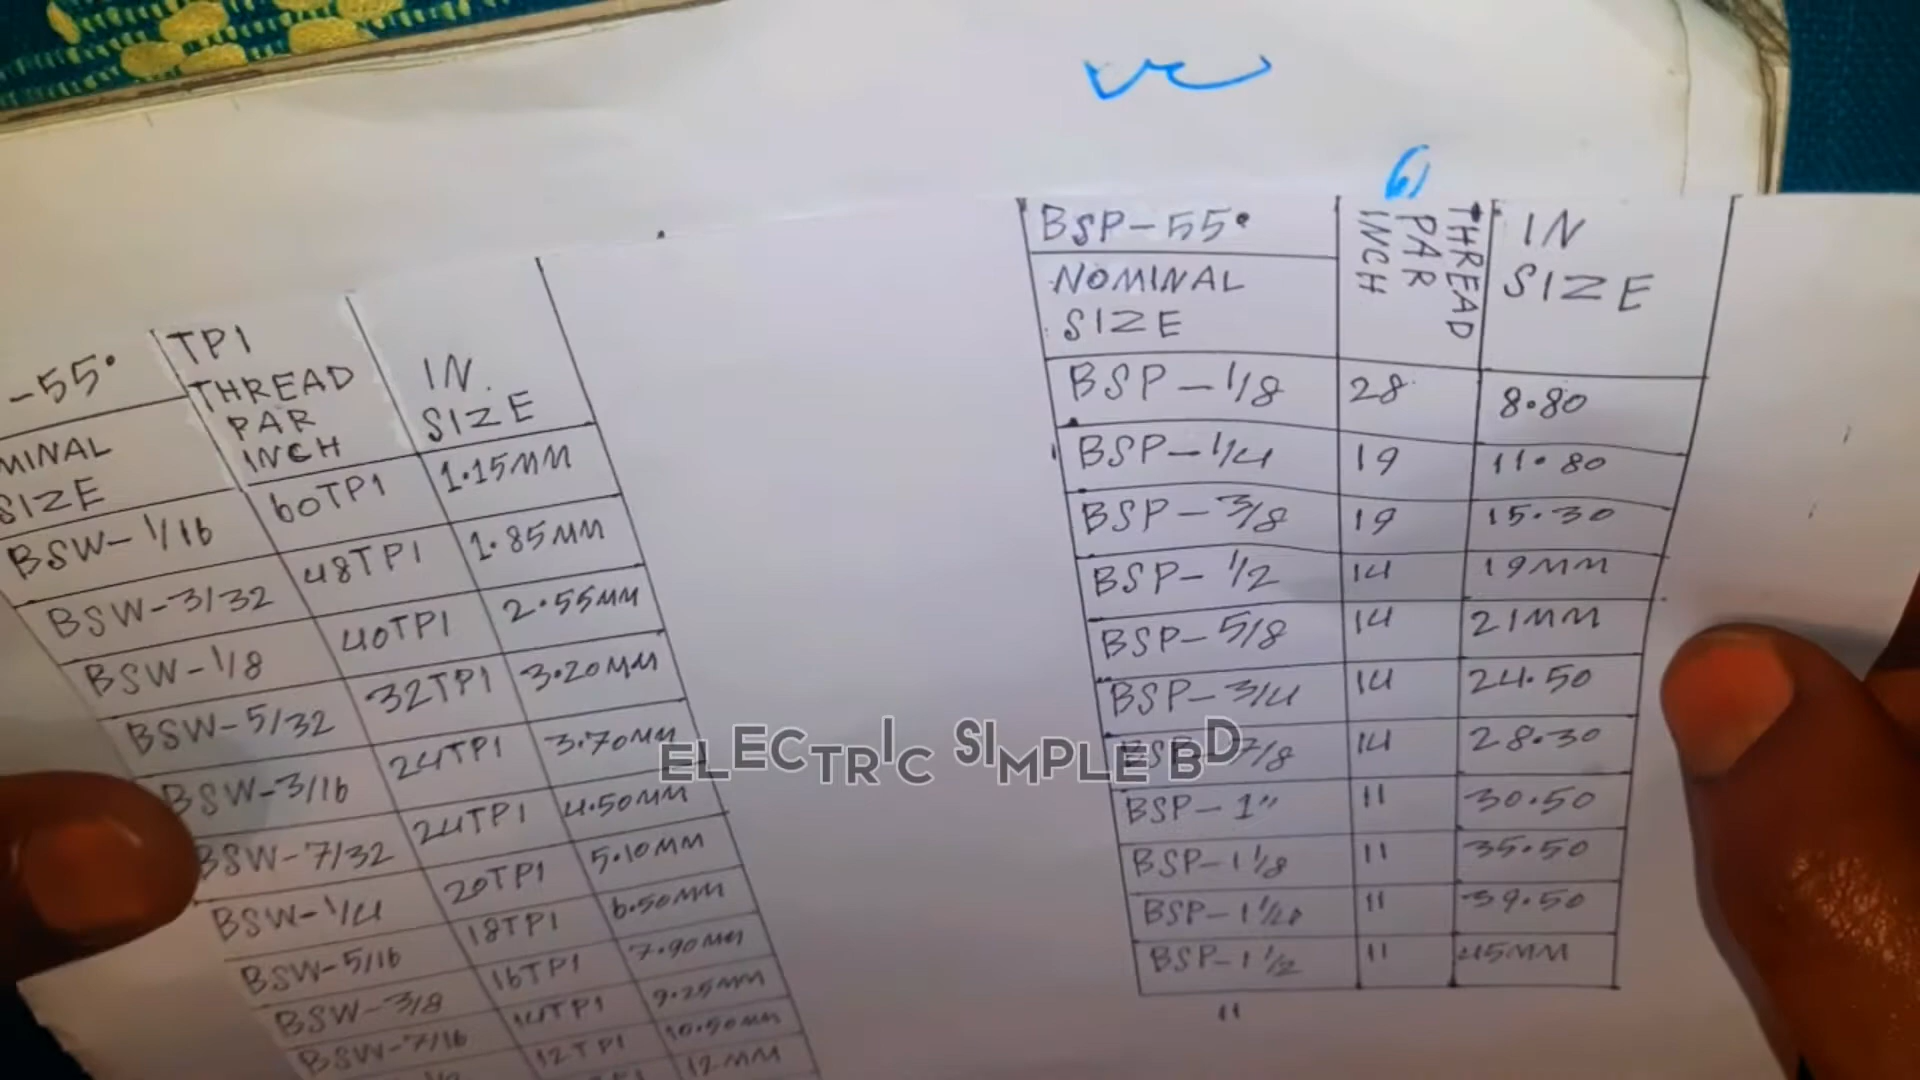 -55°
MINAL
SIZE
TPI
THREAD
PAR
INCH
IN.
SIZE
BSW-1/16 60TPI 1.15MM
BSW-3/32 48TPI 1.85MM
BSW-1/8 40TPI 2.55MM
BSW-5/32 32TPI 3.20MM
BSW-3/16 24TPI 3.70MM
BSW-7/32 24TPI 4.50MM
BSW-1/4 20TPI 5.10MM
BSW-5/16 18TPI 6.50MM
BSW-3/8 16TPI 7.90MM
BSW-7/16 14TPI 9.25MM
12TPI 10.50MM
12MM
BSP-55°
NOMINAL
SIZE
THREAD
PAR
INCH
IN
SIZE
BSP-1/8 28 8.80
BSP-1/4 19 11.80
BSP-3/8 19 15.30
BSP-1/2 14 19MM
BSP-5/8 14 21MM
BSP-3/4 14 24.50
BSP-7/8 14 28.30
BSP-1" 11 30.50
BSP-1 1/8 11 35.50
BSP-1 1/4 11 39.50
BSP-1 1/2 11 45MM
11
ELECTRIC SIMPLE BD